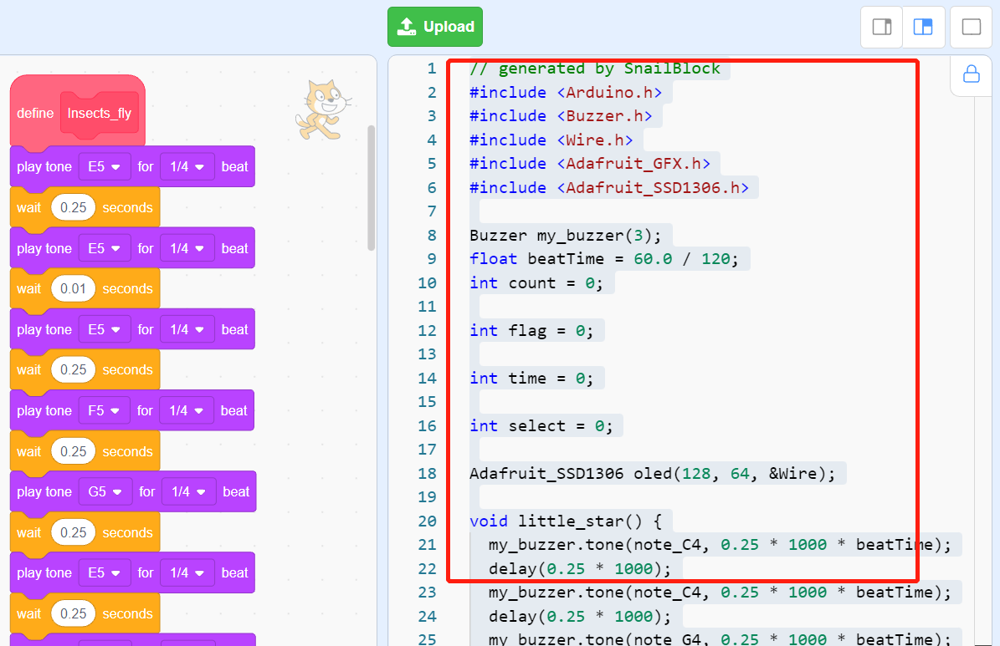 Upload
define Insects_fly
play tone E5 for 1/4 beat
wait 0.25 seconds
play tone E5 for 1/4 beat
wait 0.01 seconds
play tone E5 for 1/4 beat
wait 0.25 seconds
play tone F5 for 1/4 beat
wait 0.25 seconds
play tone G5 for 1/4 beat
wait 0.25 seconds
play tone E5 for 1/4 beat
wait 0.25 seconds
1 // generated by SnailBlock
2 #include <Arduino.h>
3 #include <Buzzer.h>
4 #include <Wire.h>
5 #include <Adafruit_GFX.h>
6 #include <Adafruit_SSD1306.h>
7
8 Buzzer my_buzzer(3);
9 float beatTime = 60.0 / 120;
10 int count = 0;
11
12 int flag = 0;
13
14 int time = 0;
15
16 int select = 0;
17
18 Adafruit_SSD1306 oled(128, 64, &Wire);
19
20 void little_star() {
21 my_buzzer.tone(note_C4, 0.25 * 1000 * beatTime);
22 delay(0.25 * 1000);
23 my_buzzer.tone(note_C4, 0.25 * 1000 * beatTime);
24 delay(0.25 * 1000);
25 my_buzzer.tone(note_G4, 0.25 * 1000 * beatTime);